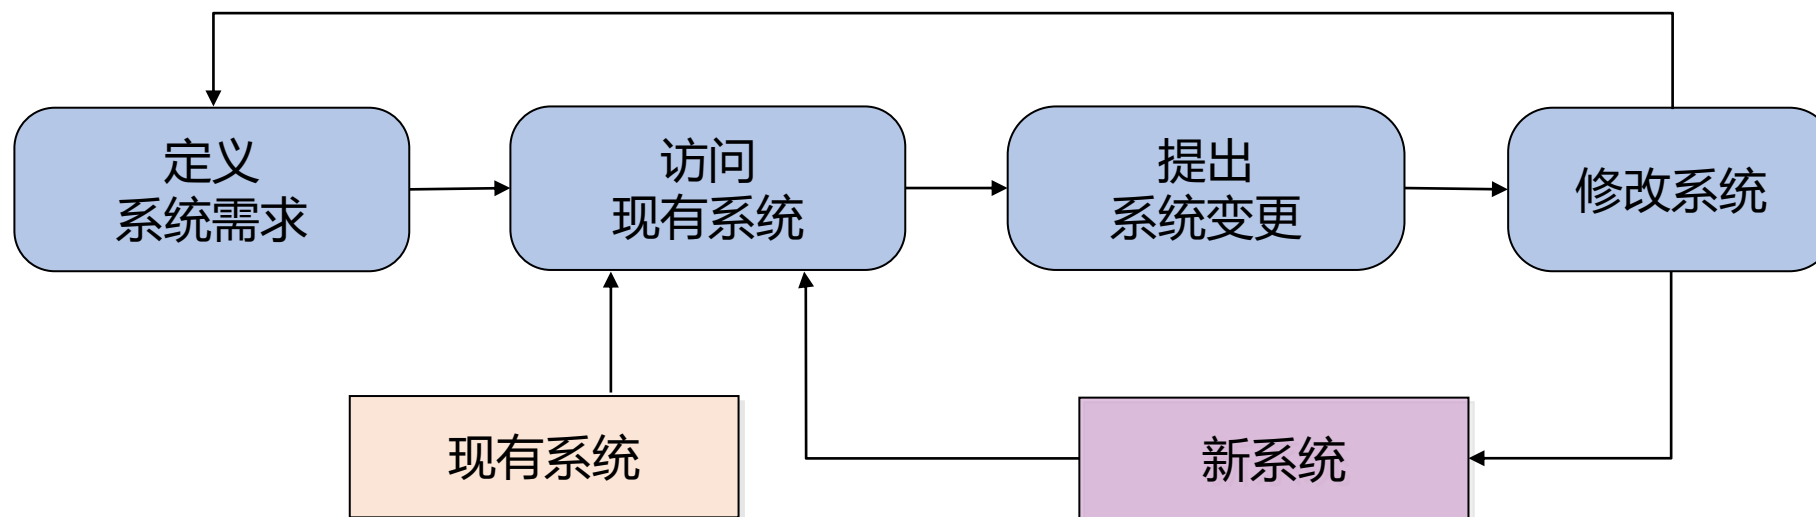 定义
系统需求
访问
现有系统
提出
系统变更
修改系统
现有系统
新系统